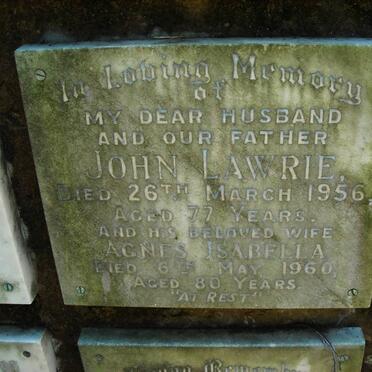 In Loving Memory
of
MY DEAR HUSBAND
AND OUR FATHER
JOHN LAWRIE,
DIED 26TH MARCH 1956,
AGED 77 YEARS.
AND HIS BELOVED WIFE
AGNES ISABELLA
DIED 6TH MAY 1960,
AGED 80 YEARS.
"AT REST"